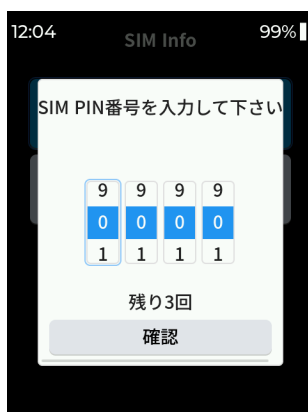 12:04 SIM Info 99%
SIM PIN番号を入力して下さい
9 9 9 9
0 0 0 0
1 1 1 1
残り3回
確認